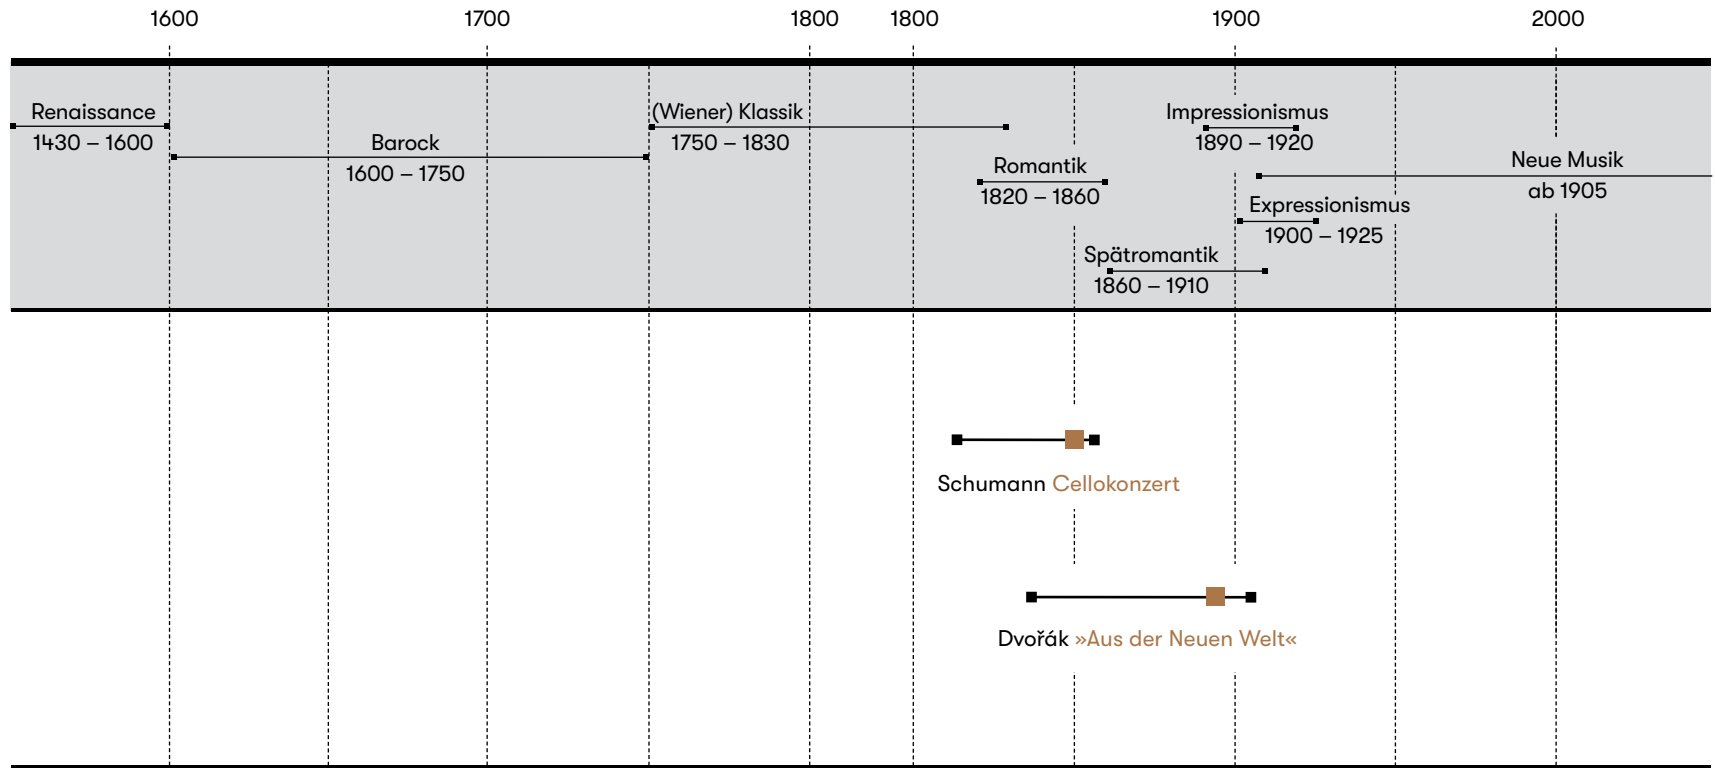 1600 1700 1800 1800 1900 2000
Renaissance
1430 – 1600
Barock
1600 – 1750
(Wiener) Klassik
1750 – 1830
Romantik
1820 – 1860
Spätromantik
1860 – 1910
Impressionismus
1890 – 1920
Expressionismus
1900 – 1925
Neue Musik
ab 1905
Schumann Cellokonzert
Dvořák »Aus der Neuen Welt«